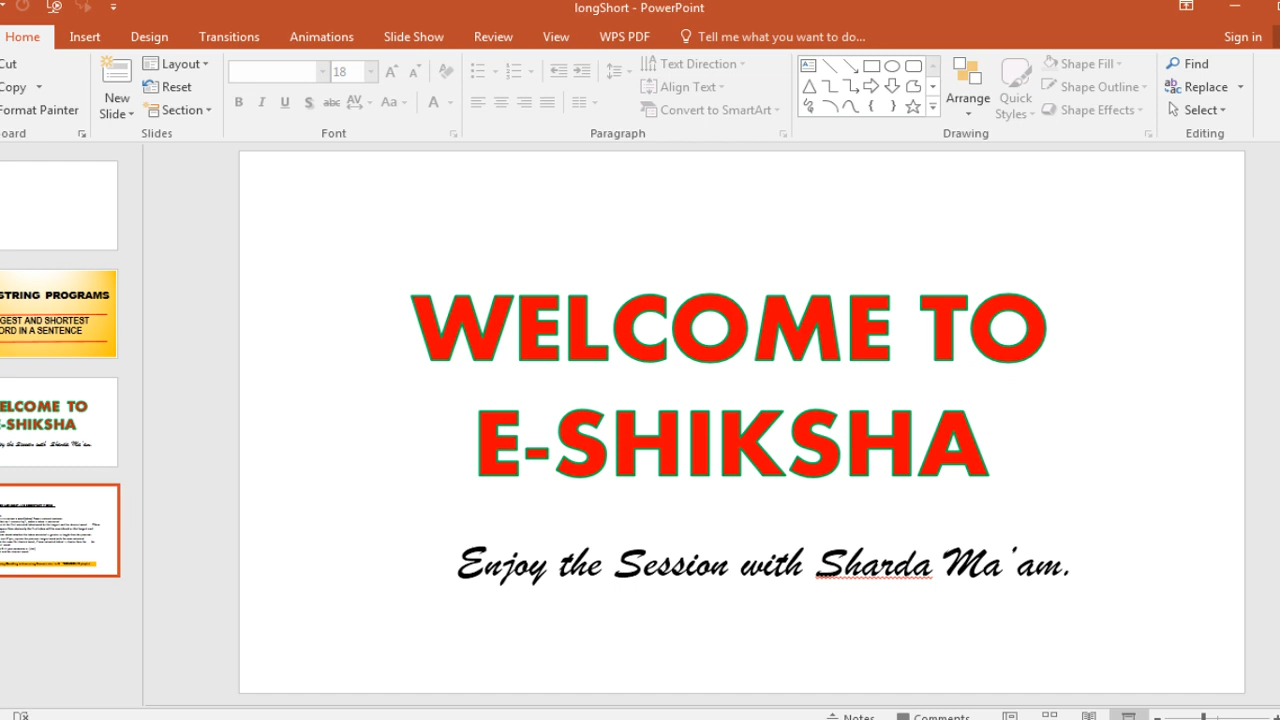 longShort - PowerPoint
Home Insert Design Transitions Animations Slide Show Review View WPS PDF Tell me what you want to do... Sign in
Cut
Copy
Format Painter
New Slide
Layout
Reset
Section
Slides
18
B I U S abc AV Aa A
Font
Text Direction
Align Text
Convert to SmartArt
Paragraph
Arrange
Quick Styles
Shape Fill
Shape Outline
Shape Effects
Drawing
Find
Replace
Select
Editing
STRING PROGRAMS
GEST AND SHORTEST
ORD IN A SENTENCE
ELCOME TO
E-SHIKSHA
WELCOME TO
E-SHIKSHA
Enjoy the Session with Sharda Ma'am.
Notes Comments